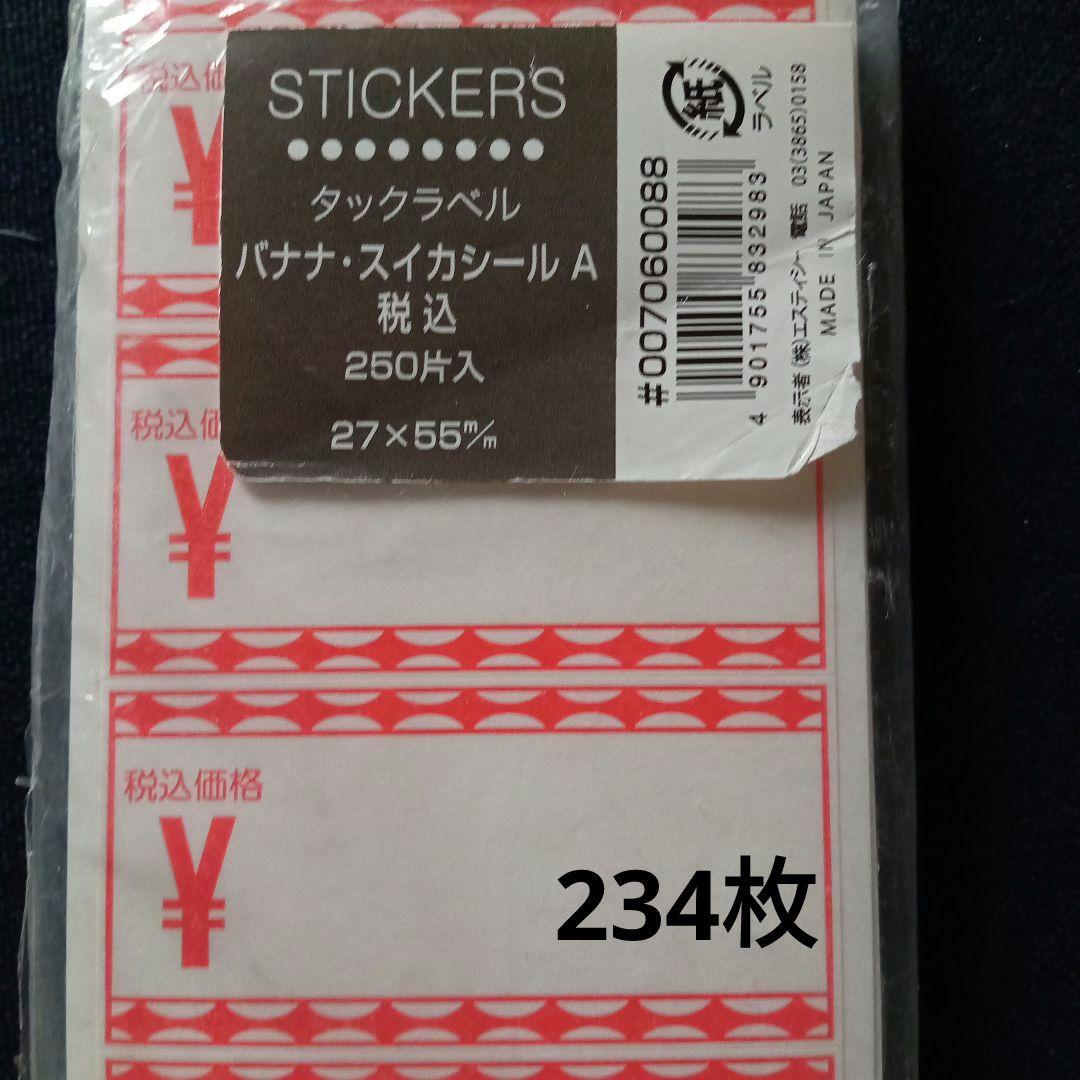 STICKERS
タックラベル
バナナ・スイカシール A
税込
250片入
27×55m/m
紙
ラベル
#007060088
4 901755 832983
表示者 (株)エスティシー 電話 03(3865)0158
MADE IN JAPAN
税込価
¥
税込価
¥
税込価格
¥
234枚